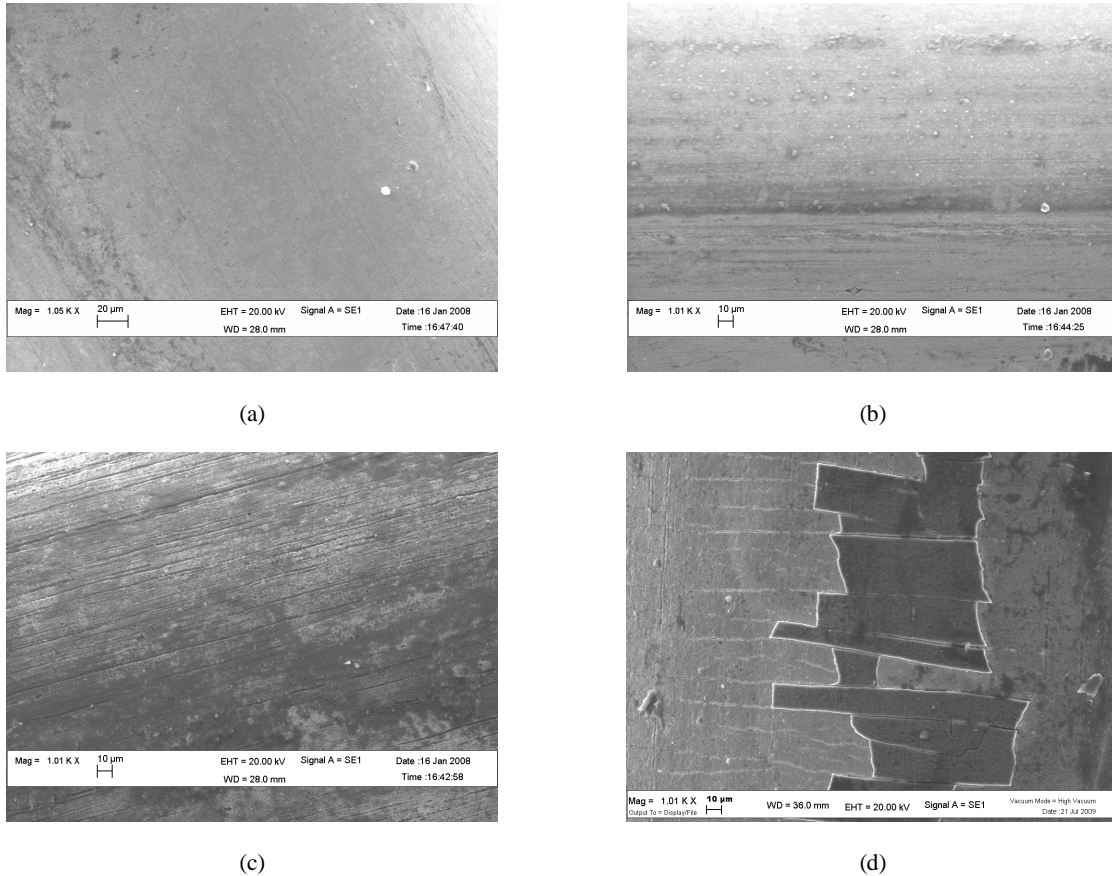 Mag = 1.05 K X 20 µm EHT = 20.00 kV Signal A = SE1 Date :16 Jan 2008
WD = 28.0 mm Time :16:47:40
(a)
Mag = 1.01 K X 10 µm EHT = 20.00 kV Signal A = SE1 Date :16 Jan 2008
WD = 28.0 mm Time :16:44:25
(b)
Mag = 1.01 K X 10 µm EHT = 20.00 kV Signal A = SE1 Date :16 Jan 2008
WD = 28.0 mm Time :16:42:58
(c)
Mag = 1.01 K X 10 µm WD = 36.0 mm EHT = 20.00 kV Signal A = SE1 Vacuum Mode = High Vacuum
Output To = Display/File Date :21 Jul 2009
(d)